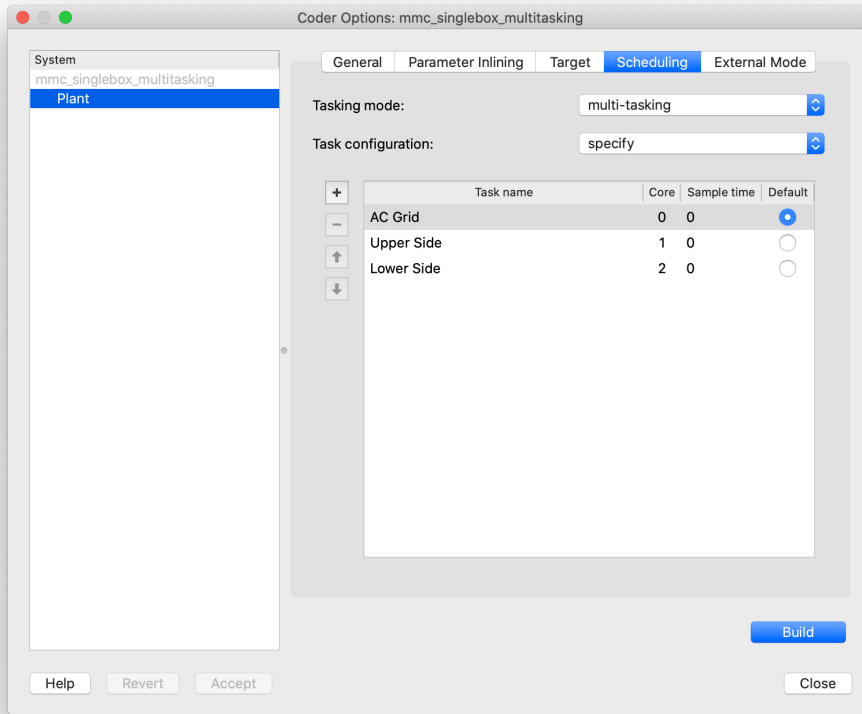 Coder Options: mmc_singlebox_multitasking
System
mmc_singlebox_multitasking
Plant
General Parameter Inlining Target Scheduling External Mode
Tasking mode: multi-tasking
Task configuration: specify
+ Task name Core Sample time Default
− AC Grid 0 0
Upper Side 1 0
Lower Side 2 0
Build
Help Revert Accept Close